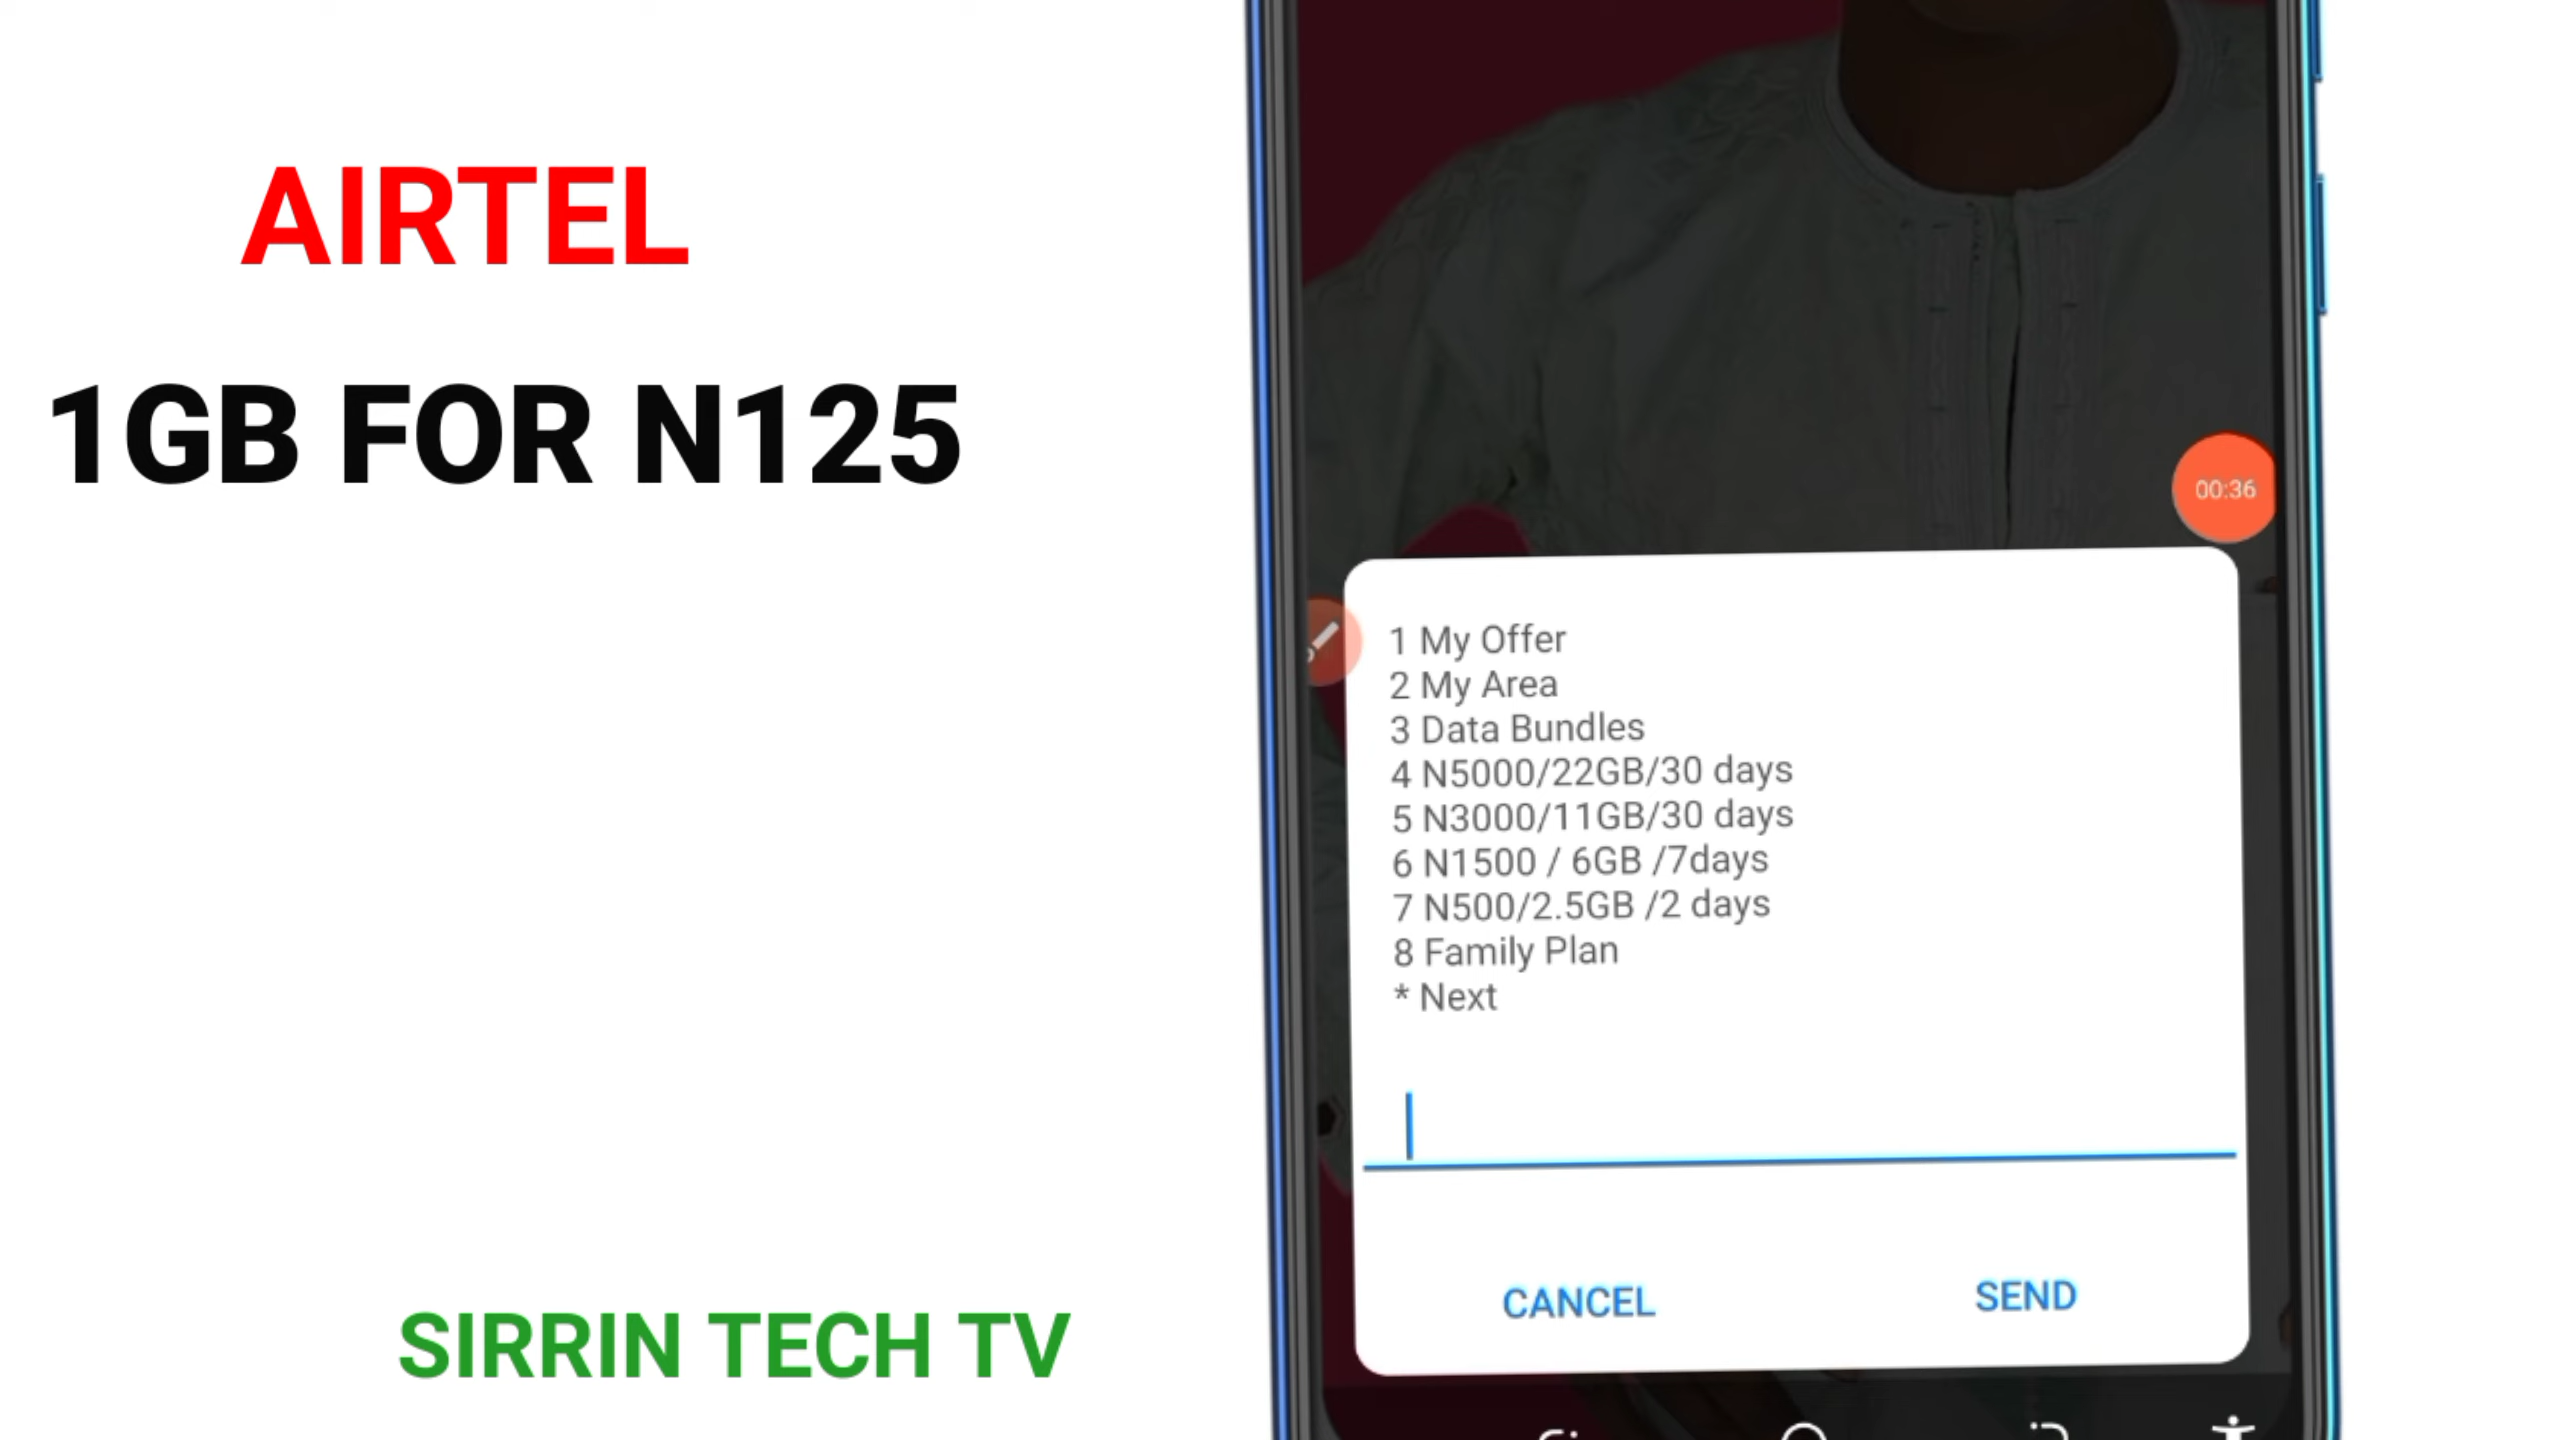 AIRTEL
1GB FOR N125
00:36
1 My Offer
2 My Area
3 Data Bundles
4 N5000/22GB/30 days
5 N3000/11GB/30 days
6 N1500 / 6GB /7days
7 N500/2.5GB /2 days
8 Family Plan
* Next
CANCEL
SEND
SIRRIN TECH TV